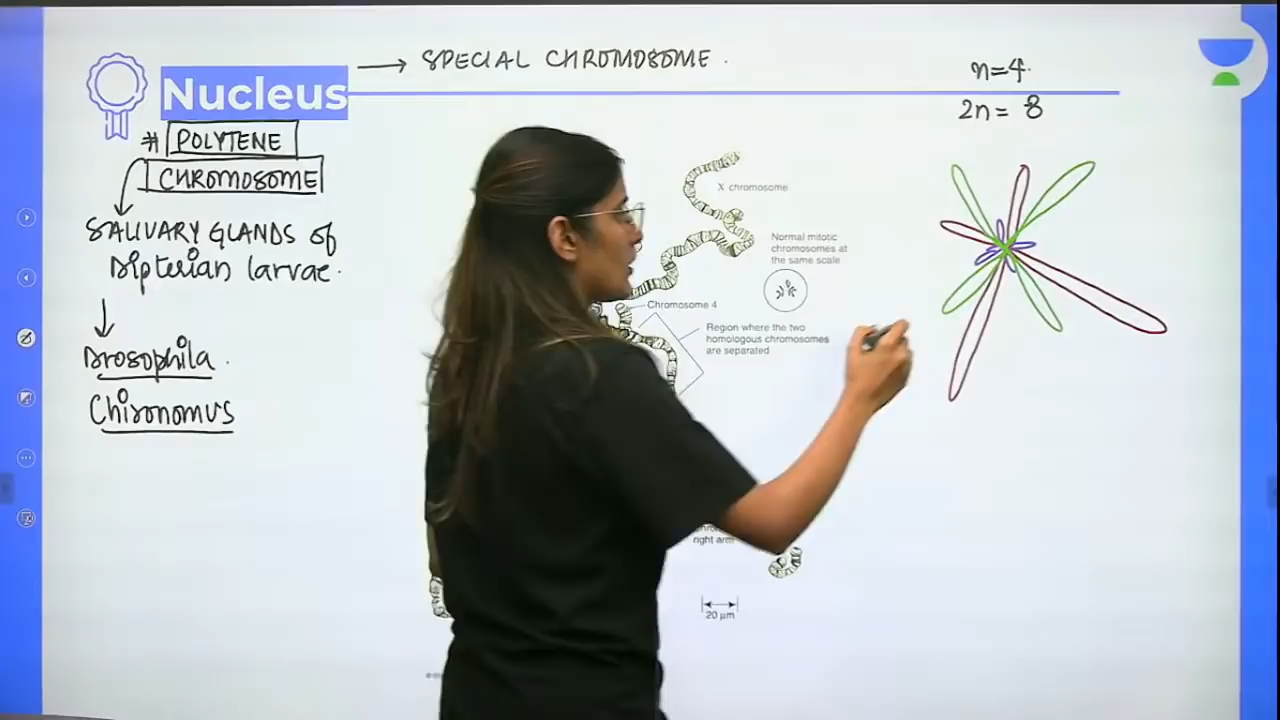 Nucleus → SPECIAL CHROMOSOME.
* POLYTENE
CHROMOSOME
SALIVARY GLANDS of
Dipterian larvae.
↓
Drosophila.
Chironomus
n=4.
2n = 8
X chromosome
Normal mitotic
chromosomes at
the same scale
Chromosome 4
Region where the two
homologous chromosomes
are separated
right arm
20 µm